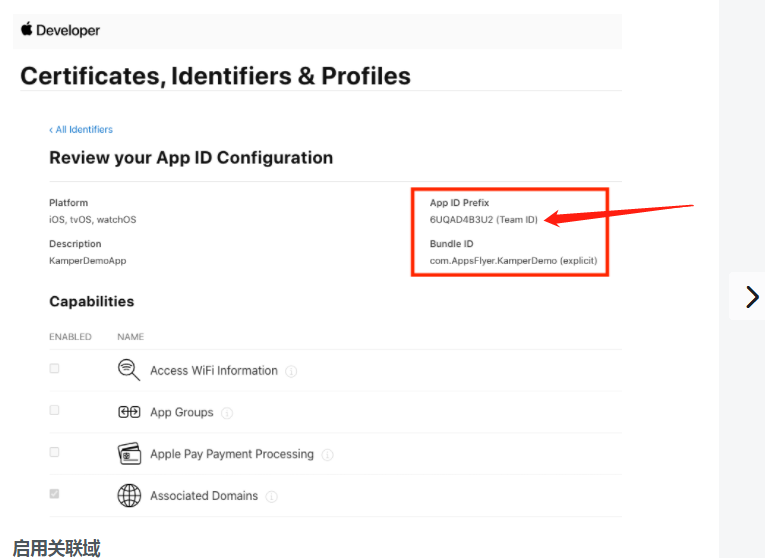 Developer
Certificates, Identifiers & Profiles
‹ All Identifiers
Review your App ID Configuration
Platform
iOS, tvOS, watchOS
App ID Prefix
6UQAD4B3U2 (Team ID)
Description
KamperDemoApp
Bundle ID
com.AppsFlyer.KamperDemo (explicit)
Capabilities
ENABLED NAME
Access WiFi Information
App Groups
Apple Pay Payment Processing
Associated Domains
启用关联域